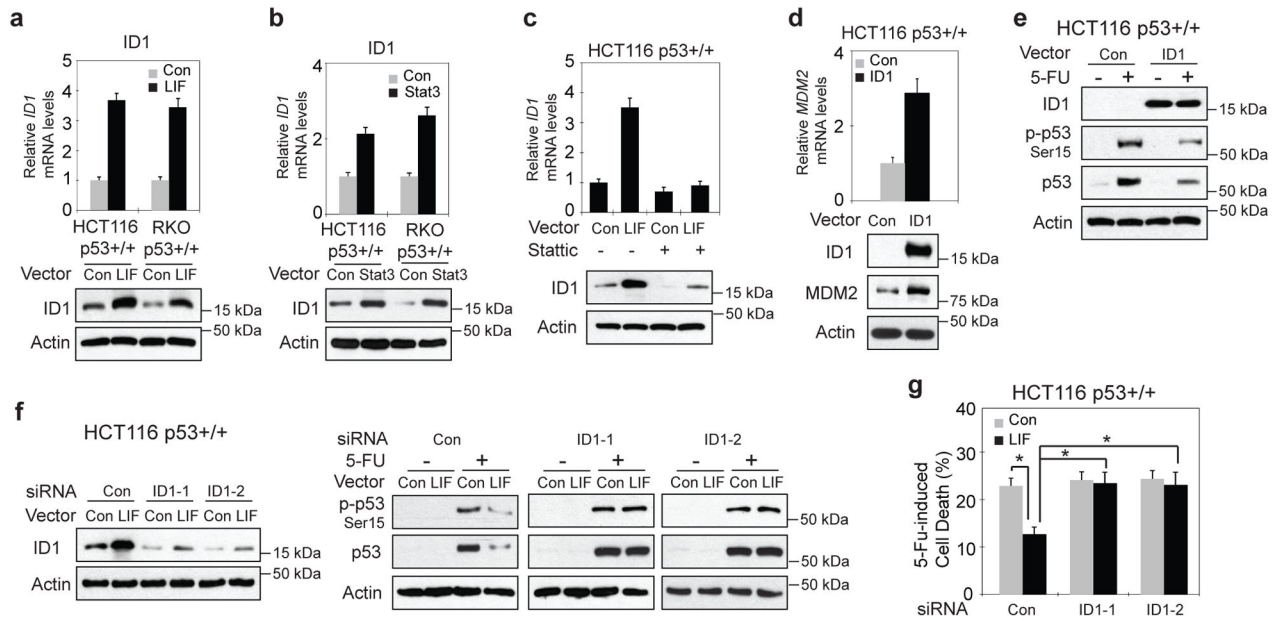 a
ID1
5
4
3
2
1
0
Relative ID1
mRNA levels
Con
LIF
HCT116 RKO
p53+/+ p53+/+
Vector Con LIF Con LIF
ID1
15 kDa
50 kDa
Actin
b
ID1
4
2
0
Relative ID1
mRNA levels
Con
Stat3
HCT116 RKO
p53+/+ p53+/+
Vector Con Stat3 Con Stat3
ID1
15 kDa
50 kDa
Actin
c
HCT116 p53+/+
5
4
3
2
1
0
Relative ID1
mRNA levels
Vector Con LIF Con LIF
Stattic - - + +
ID1
15 kDa
50 kDa
Actin
d
HCT116 p53+/+
4
2
0
Relative MDM2
mRNA levels
Con
ID1
Vector Con ID1
ID1
15 kDa
MDM2
75 kDa
50 kDa
Actin
e
HCT116 p53+/+
Vector Con ID1
5-FU - + - +
ID1
15 kDa
p-p53
Ser15
50 kDa
p53
50 kDa
Actin
50 kDa
f
HCT116 p53+/+
siRNA Con ID1-1 ID1-2
Vector Con LIF Con LIF Con LIF
ID1
15 kDa
50 kDa
Actin
siRNA Con ID1-1 ID1-2
5-FU - + - + - +
Vector Con LIF Con LIF Con LIF Con LIF Con LIF Con LIF
p-p53
Ser15
50 kDa
p53
50 kDa
50 kDa
Actin
g
HCT116 p53+/+
40
30
20
10
0
5-Fu-induced
Cell Death (%)
Con
LIF
*
*
*
siRNA Con ID1-1 ID1-2